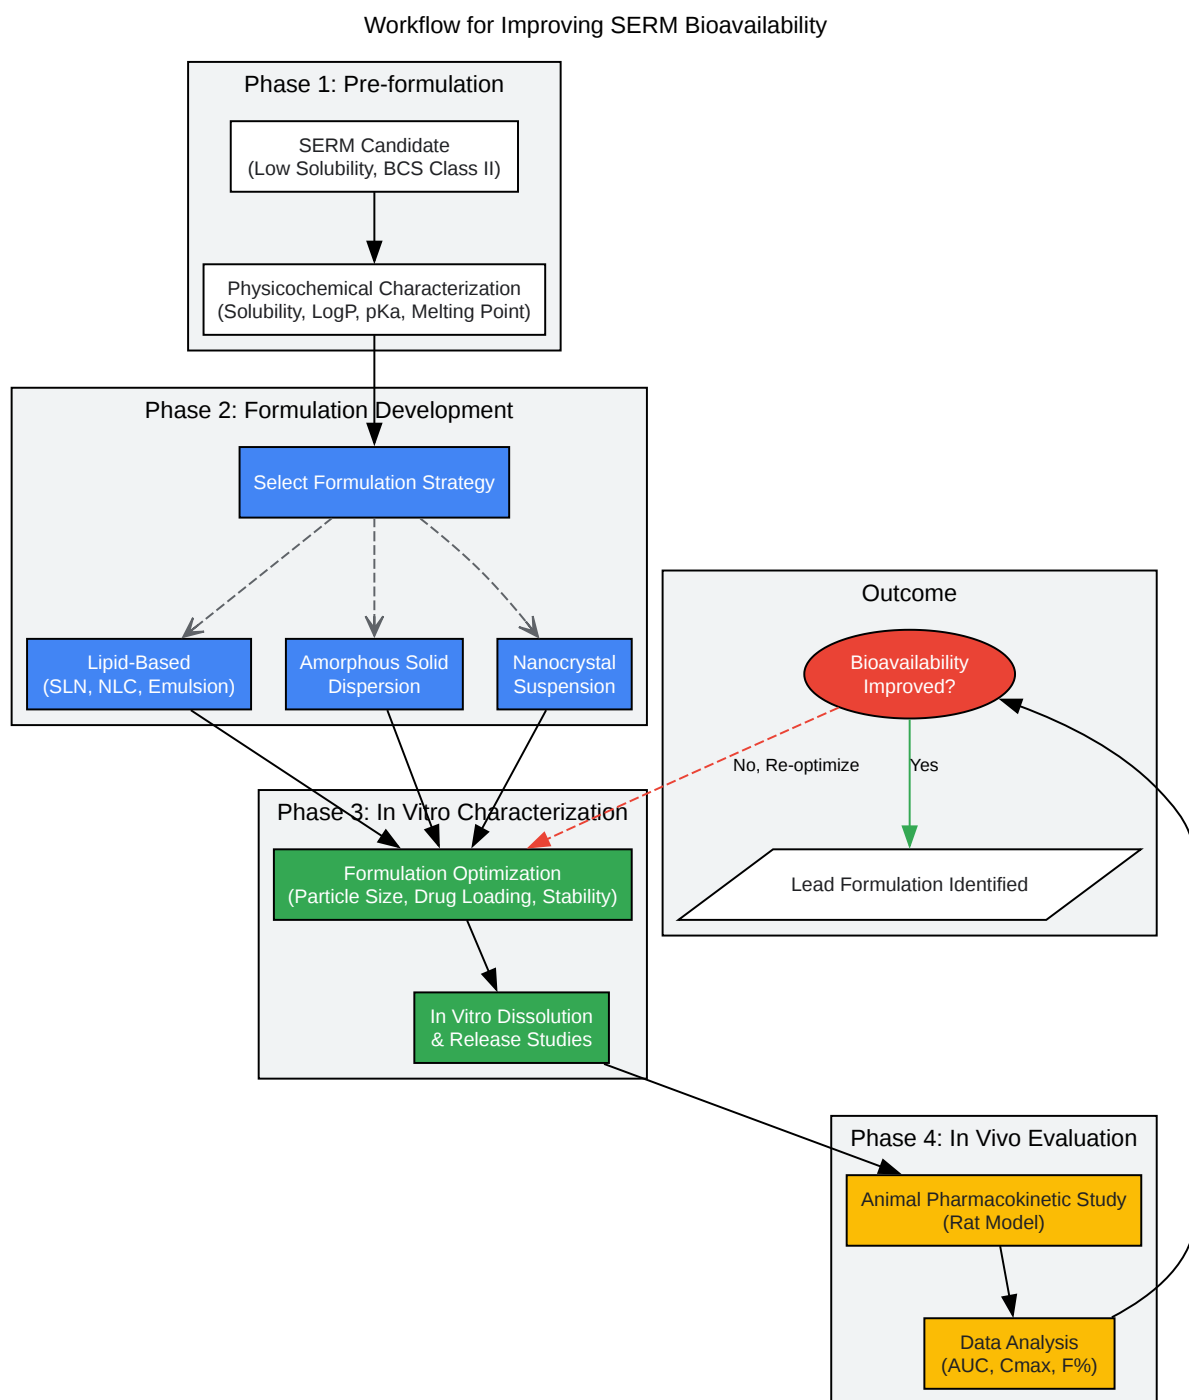 Workflow for Improving SERM Bioavailability
Phase 1: Pre-formulation
SERM Candidate
(Low Solubility, BCS Class II)
Physicochemical Characterization
(Solubility, LogP, pKa, Melting Point)
Phase 2: Formulation Development
Select Formulation Strategy
Lipid-Based
(SLN, NLC, Emulsion)
Amorphous Solid
Dispersion
Nanocrystal
Suspension
Outcome
Bioavailability
Improved?
No, Re-optimize
Yes
Lead Formulation Identified
Phase 3: In Vitro Characterization
Formulation Optimization
(Particle Size, Drug Loading, Stability)
In Vitro Dissolution
& Release Studies
Phase 4: In Vivo Evaluation
Animal Pharmacokinetic Study
(Rat Model)
Data Analysis
(AUC, Cmax, F%)